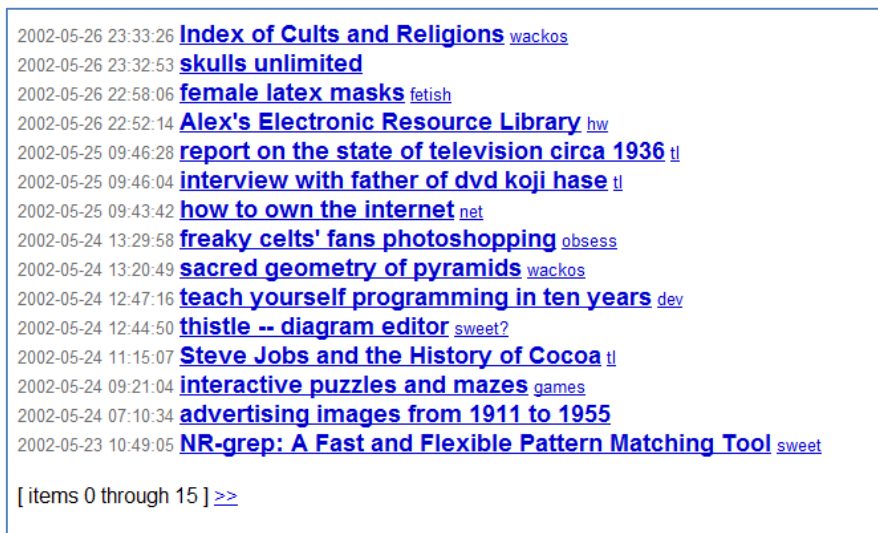 2002-05-26 23:33:26 Index of Cults and Religions wackos
2002-05-26 23:32:53 skulls unlimited
2002-05-26 22:58:06 female latex masks fetish
2002-05-26 22:52:14 Alex's Electronic Resource Library hw
2002-05-25 09:46:28 report on the state of television circa 1936 tl
2002-05-25 09:46:04 interview with father of dvd koji hase tl
2002-05-25 09:43:42 how to own the internet net
2002-05-24 13:29:58 freaky celts' fans photoshopping obsess
2002-05-24 13:20:49 sacred geometry of pyramids wackos
2002-05-24 12:47:16 teach yourself programming in ten years dev
2002-05-24 12:44:50 thistle -- diagram editor sweet?
2002-05-24 11:15:07 Steve Jobs and the History of Cocoa tl
2002-05-24 09:21:04 interactive puzzles and mazes games
2002-05-24 07:10:34 advertising images from 1911 to 1955
2002-05-23 10:49:05 NR-grep: A Fast and Flexible Pattern Matching Tool sweet
[ items 0 through 15 ] >>